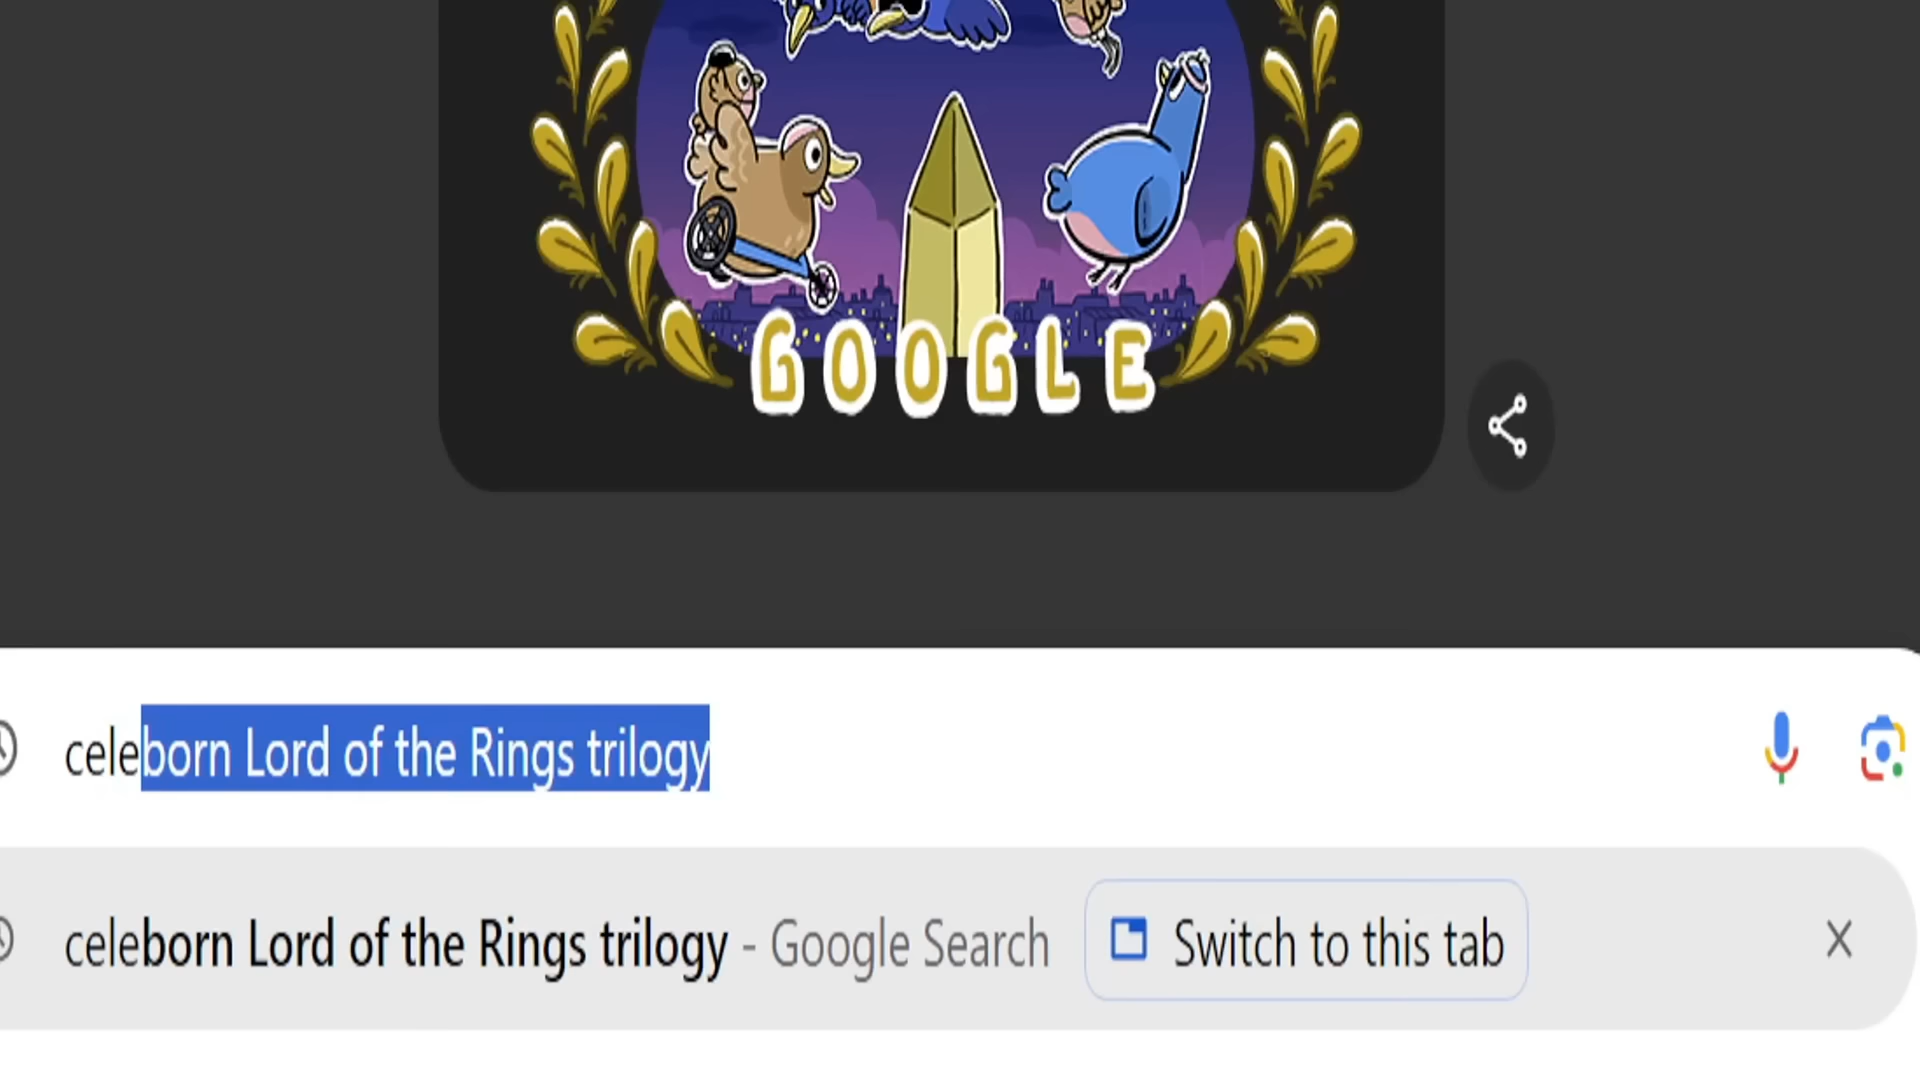 GOOGLE
celeborn Lord of the Rings trilogy
celeborn Lord of the Rings trilogy - Google Search Switch to this tab